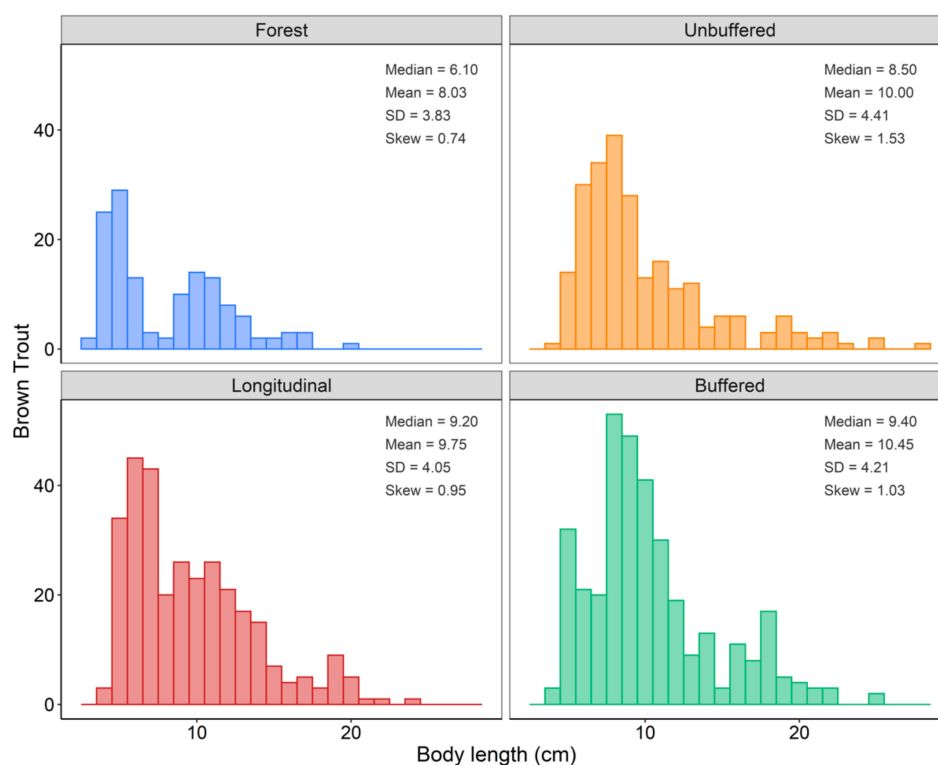 Forest
Median = 6.10
Mean = 8.03
SD = 3.83
Skew = 0.74
Unbuffered
Median = 8.50
Mean = 10.00
SD = 4.41
Skew = 1.53
40
20
0
Longitudinal
Median = 9.20
Mean = 9.75
SD = 4.05
Skew = 0.95
Buffered
Median = 9.40
Mean = 10.45
SD = 4.21
Skew = 1.03
40
20
0
Brown Trout
10
20
10
20
Body length (cm)